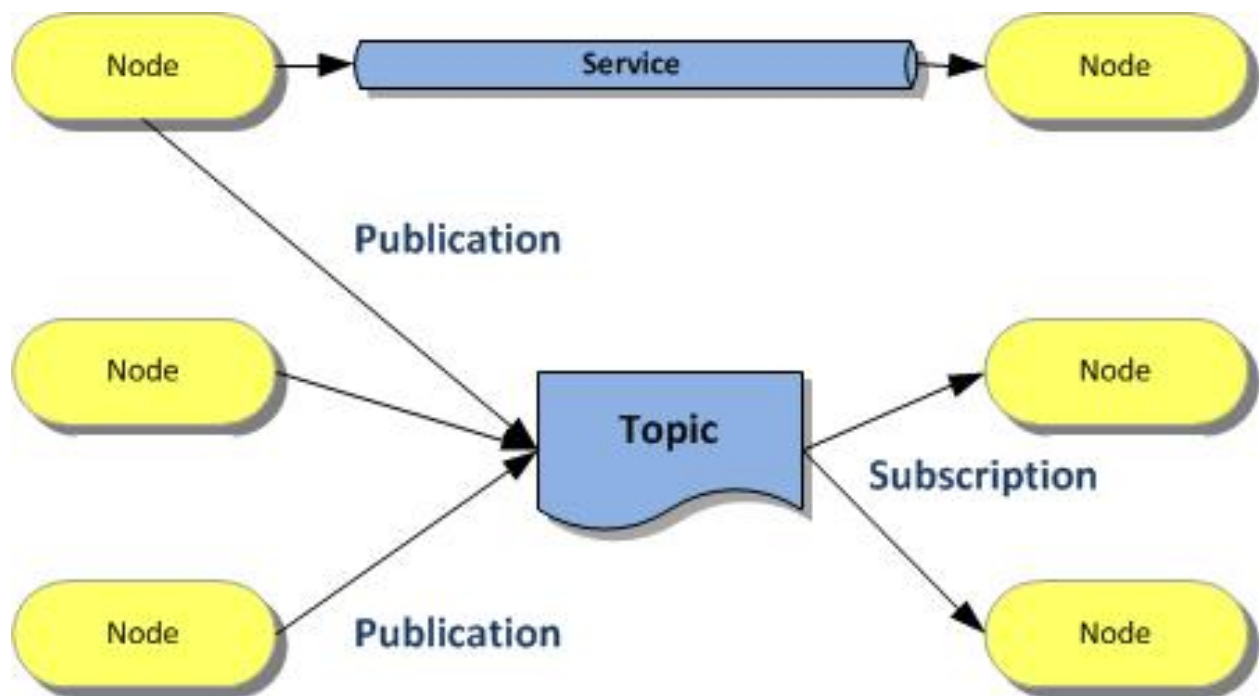 Node
Service
Node
Publication
Node
Topic
Node
Subscription
Node
Publication
Node